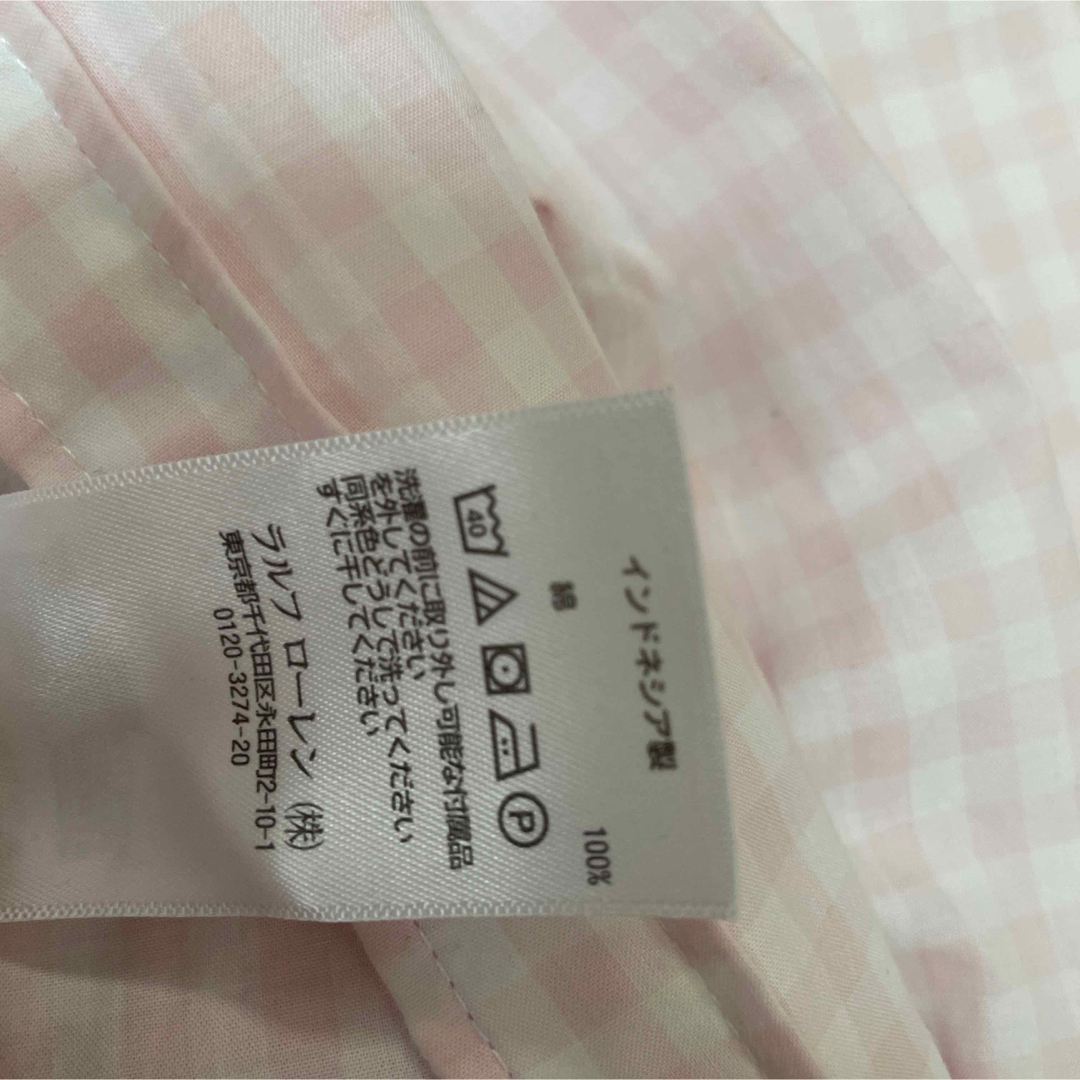 インドネシア製
綿 100%
40
P
洗濯の前に取り外し可能な付属品
を外してください
同系色どうしで洗ってください
すぐに干してください
ラルフ ローレン (株)
東京都千代田区永田町2-10-1
0120-3274-20